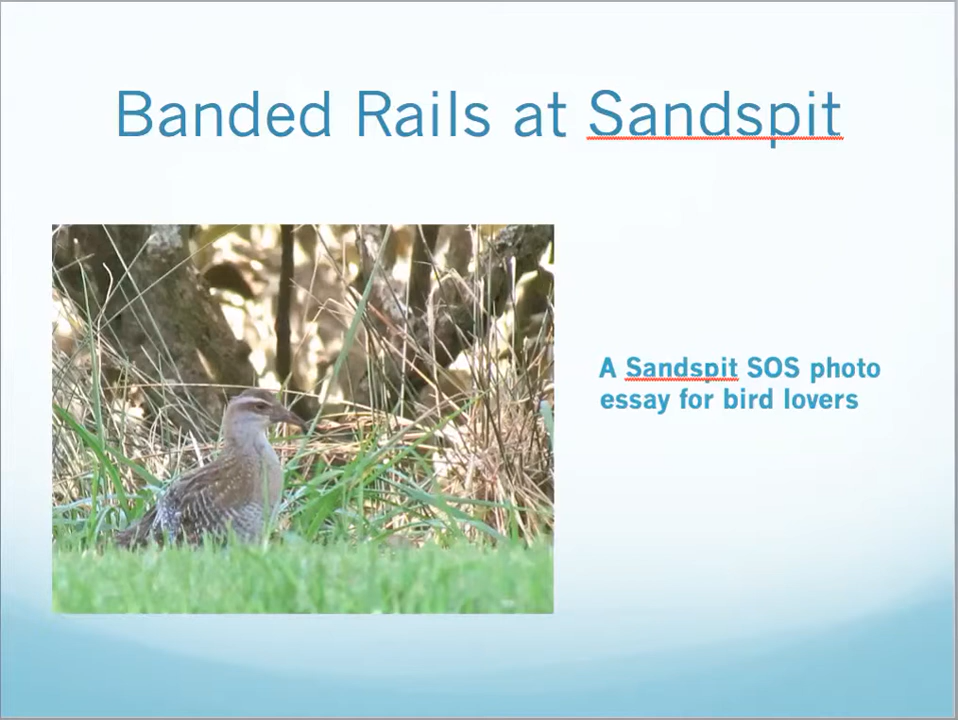 Banded Rails at Sandspit
A Sandspit SOS photo
essay for bird lovers